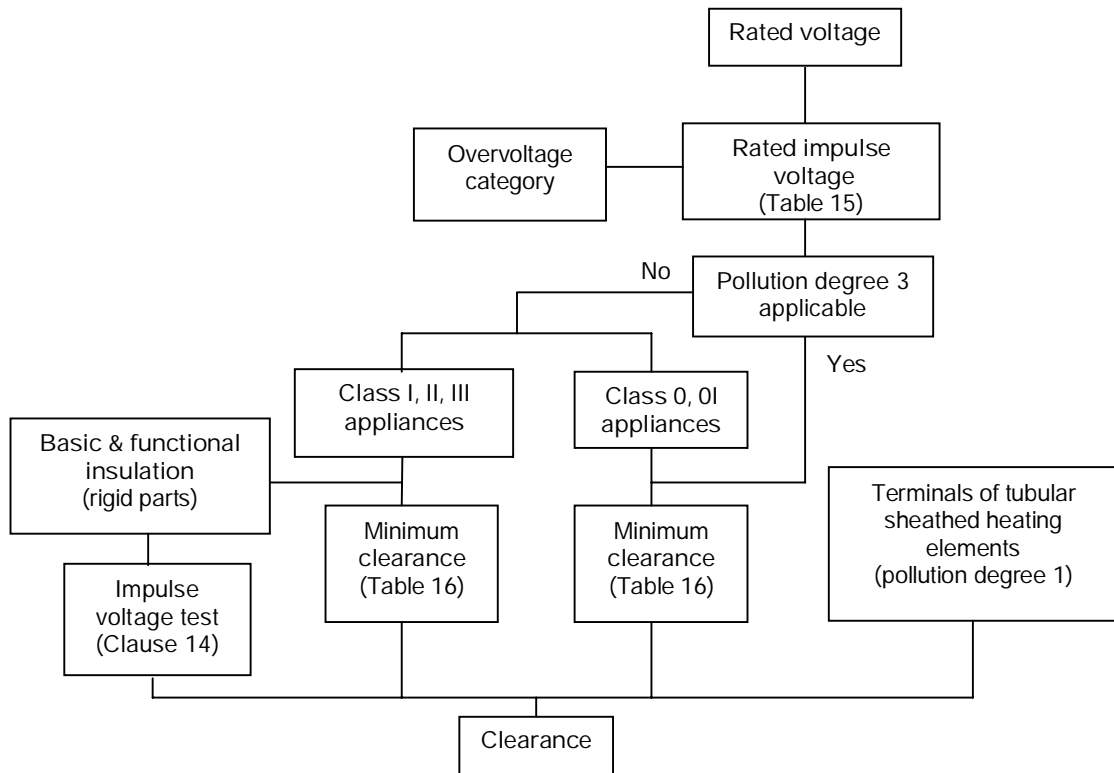 Rated voltage
Overvoltage
category
Rated impulse
voltage
(Table 15)
No
Pollution degree 3
applicable
Yes
Class I, II, III
appliances
Class 0, 0I
appliances
Basic & functional
insulation
(rigid parts)
Terminals of tubular
sheathed heating
elements
(pollution degree 1)
Minimum
clearance
(Table 16)
Minimum
clearance
(Table 16)
Impulse
voltage test
(Clause 14)
Clearance